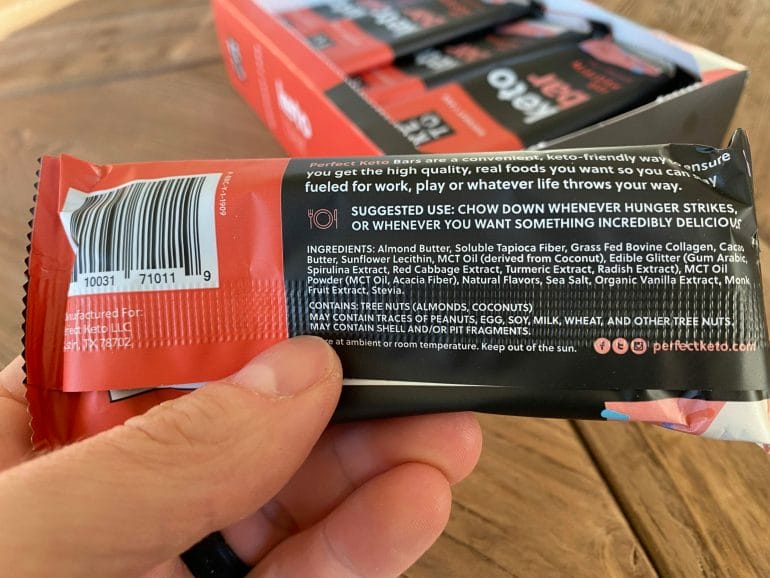 keto
bar
keto
bar
KE
TO
Perfect Keto Bars are a convenient, keto-friendly way ensure
you get the high quality, real foods you want so you can
fueled for work, play or whatever life throws your way.
SUGGESTED USE: CHOW DOWN WHENEVER HUNGER STRIKES,
OR WHENEVER YOU WANT SOMETHING INCREDIBLY DELICIOUS
INGREDIENTS: Almond Butter, Soluble Tapioca Fiber, Grass Fed Bovine Collagen, Cacao
Butter, Sunflower Lecithin, MCT Oil (derived from Coconut), Edible Glitter (Gum Arabic,
Spirulina Extract, Red Cabbage Extract, Turmeric Extract, Radish Extract), MCT Oil
Powder (MCT Oil, Acacia Fiber), Natural Flavors, Sea Salt, Organic Vanilla Extract, Monk
Fruit Extract, Stevia.
CONTAINS: TREE NUTS (ALMONDS, COCONUTS)
MAY CONTAIN TRACES OF PEANUTS, EGG, SOY, MILK, WHEAT, AND OTHER TREE NUTS.
MAY CONTAIN SHELL AND/OR PIT FRAGMENTS.
at ambient or room temperature. Keep out of the sun.
perfectketo.com
10031 71011 9
nufactured For:
rfect Keto LLC
TX 78702